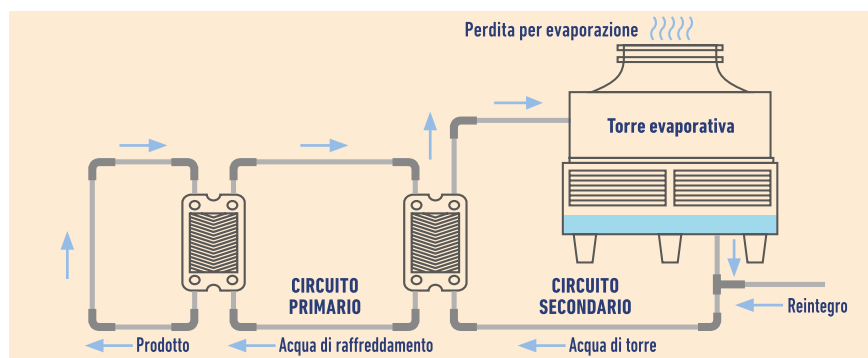 Perdita per evaporazione
Torre evaporativa
CIRCUITO
PRIMARIO
CIRCUITO
SECONDARIO
Reintegro
Prodotto
Acqua di raffreddamento
Acqua di torre